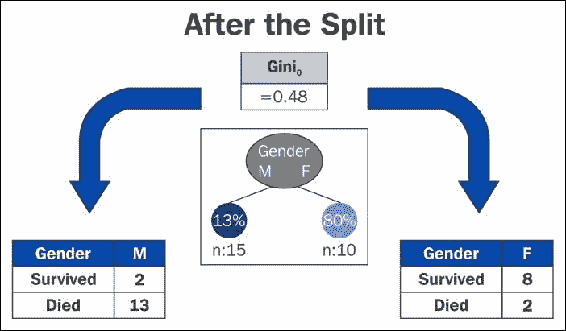 After the Split
Gini0
=0.48
Gender
M F
13% 80%
n:15 n:10
Gender M
Survived 2
Died 13
Gender F
Survived 8
Died 2